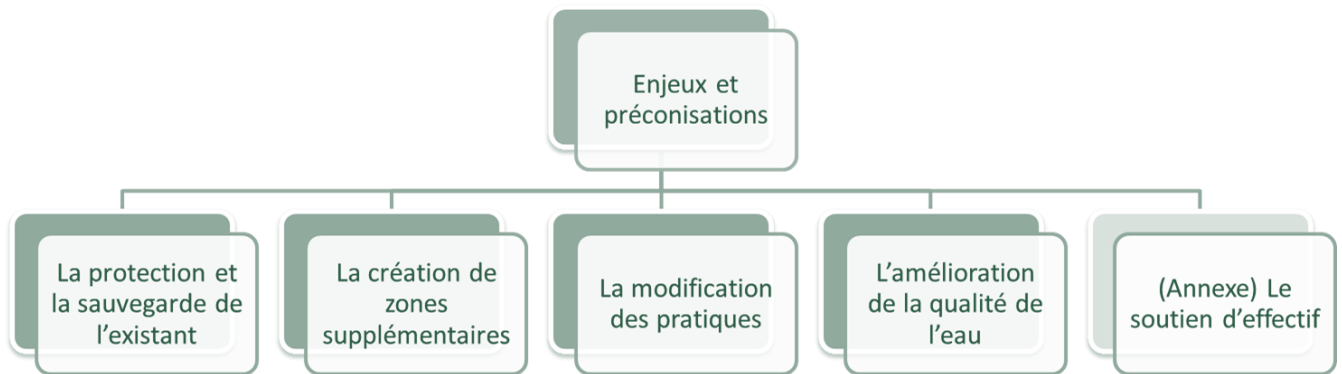 Enjeux et
préconisations
La protection et
la sauvegarde de
l'existant
La création de
zones
supplémentaires
La modification
des pratiques
L'amélioration
de la qualité de
l'eau
(Annexe) Le
soutien d'effectif